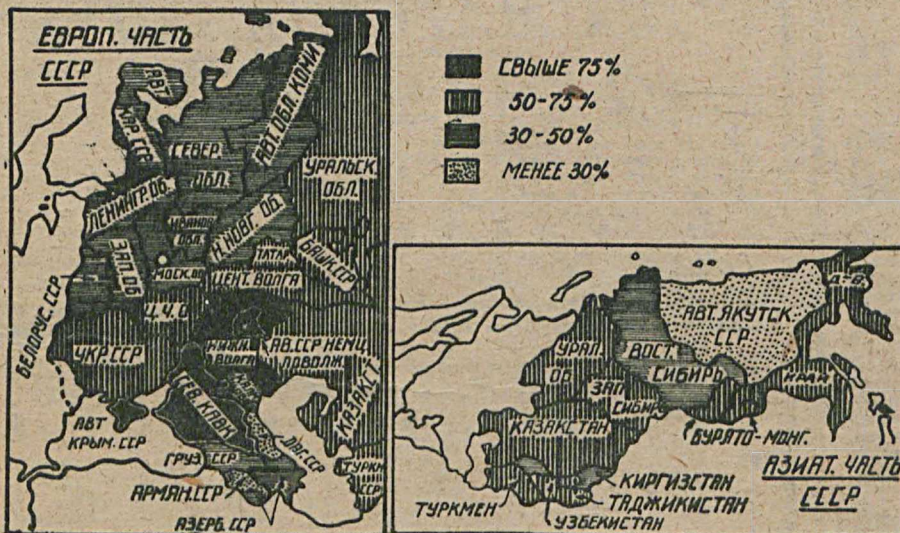 ЕВРОП. ЧАСТЬ
СССР
АВТ.
КАР. ССР
СЕВЕР.
ОБЛ.
АВТ. ОБЛ. КОМИ
УРАЛЬСК.
ОБЛ.
ЛЕНИНГР. ОБ.
ИВАНОВ
ОБЛ.
Н. НОВГ. ОБ.
ЗАП. ОБ
МОСК. ОБ
ТАТАР
БАШК. ССР
ЦЕНТ. ВОЛГА
Ц. Ч. О
БЕЛОРУС. ССР
УКР. ССР
НИЖН.
ВОЛГА
АВ. ССР НЕМЦ.
ПОВОЛЖ.
КАЗАКСТ
СЕВ. КАВК
АВТ
КРЫМ. ССР
ДАГ. ССР
ГРУЗ. ССР
АРМЯН. ССР
АЗЕРБ. ССР
ТУРКМ
ССР
СВЫШЕ 75%
50-75%
30-50%
МЕНЕЕ 30%
АВТ. ЯКУТСК.
ССР
УРАЛ.
ОБ
ВОСТ.
СИБИРЬ
ЗАП.
СИБИРЬ
КАЗАКСТАН
БУРЯТО-МОНГ.
АЗИАТ. ЧАСТЬ
СССР
КИРГИЗСТАН
ТАДЖИКИСТАН
УЗБЕКИСТАН
ТУРКМЕН